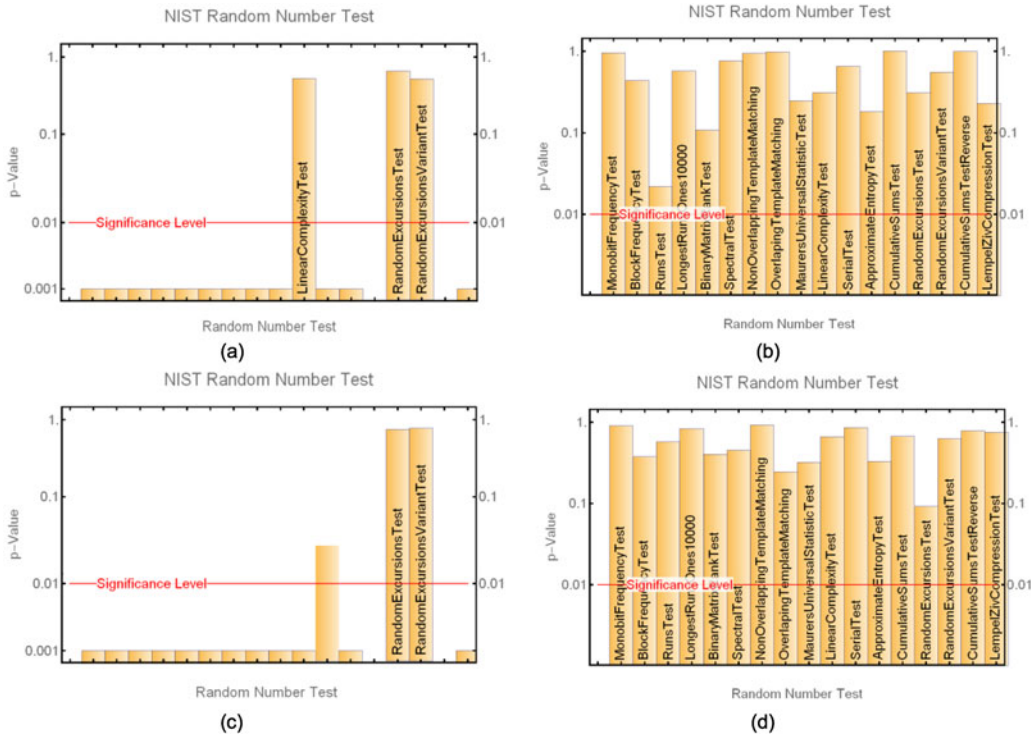 NIST Random Number Test
1.
1.
0.1
0.1
p-Value
0.01
Significance Level
0.01
0.001
LinearComplexityTest
RandomExcursionsTest
RandomExcursionsVariantTest
Random Number Test
(a)
NIST Random Number Test
1.
1.
0.1
0.1
p-Value
0.01
Significance Level
0.01
MonobitFrequencyTest
BlockFrequencyTest
RunsTest
LongestRunOnes10000
BinaryMatrixRankTest
SpectralTest
NonOverlappingTemplateMatching
OverlapingTemplateMatching
MaurersUniversalStatisticTest
LinearComplexityTest
SerialTest
ApproximateEntropyTest
CumulativeSumsTest
RandomExcursionsTest
RandomExcursionsVariantTest
CumulativeSumsTestReverse
LempelZivCompressionTest
Random Number Test
(b)
NIST Random Number Test
1.
1.
0.1
0.1
p-Value
0.01
Significance Level
0.01
0.001
0.001
RandomExcursionsTest
RandomExcursionsVariantTest
Random Number Test
(c)
NIST Random Number Test
1.
1.
0.1
0.1
p-Value
0.01
Significance Level
0.01
MonobitFrequencyTest
BlockFrequencyTest
RunsTest
LongestRunOnes10000
BinaryMatrixRankTest
SpectralTest
NonOverlappingTemplateMatching
OverlapingTemplateMatching
MaurersUniversalStatisticTest
LinearComplexityTest
SerialTest
ApproximateEntropyTest
CumulativeSumsTest
RandomExcursionsTest
RandomExcursionsVariantTest
CumulativeSumsTestReverse
LempelZivCompressionTest
Random Number Test
(d)